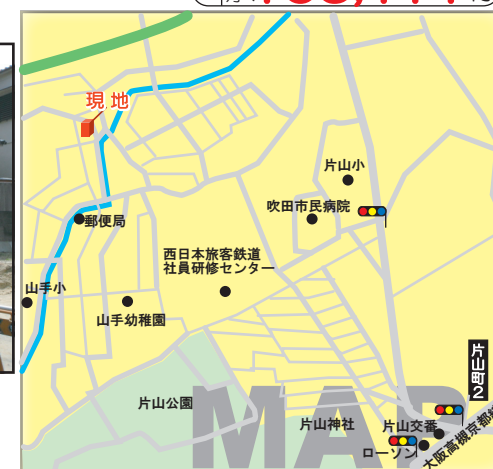 現地
片山小
吹田市民病院
郵便局
西日本旅客鉄道
社員研修センター
山手小
山手幼稚園
片山町2
片山公園
MAP
片山神社
片山交番
ローソン
大阪高槻京都